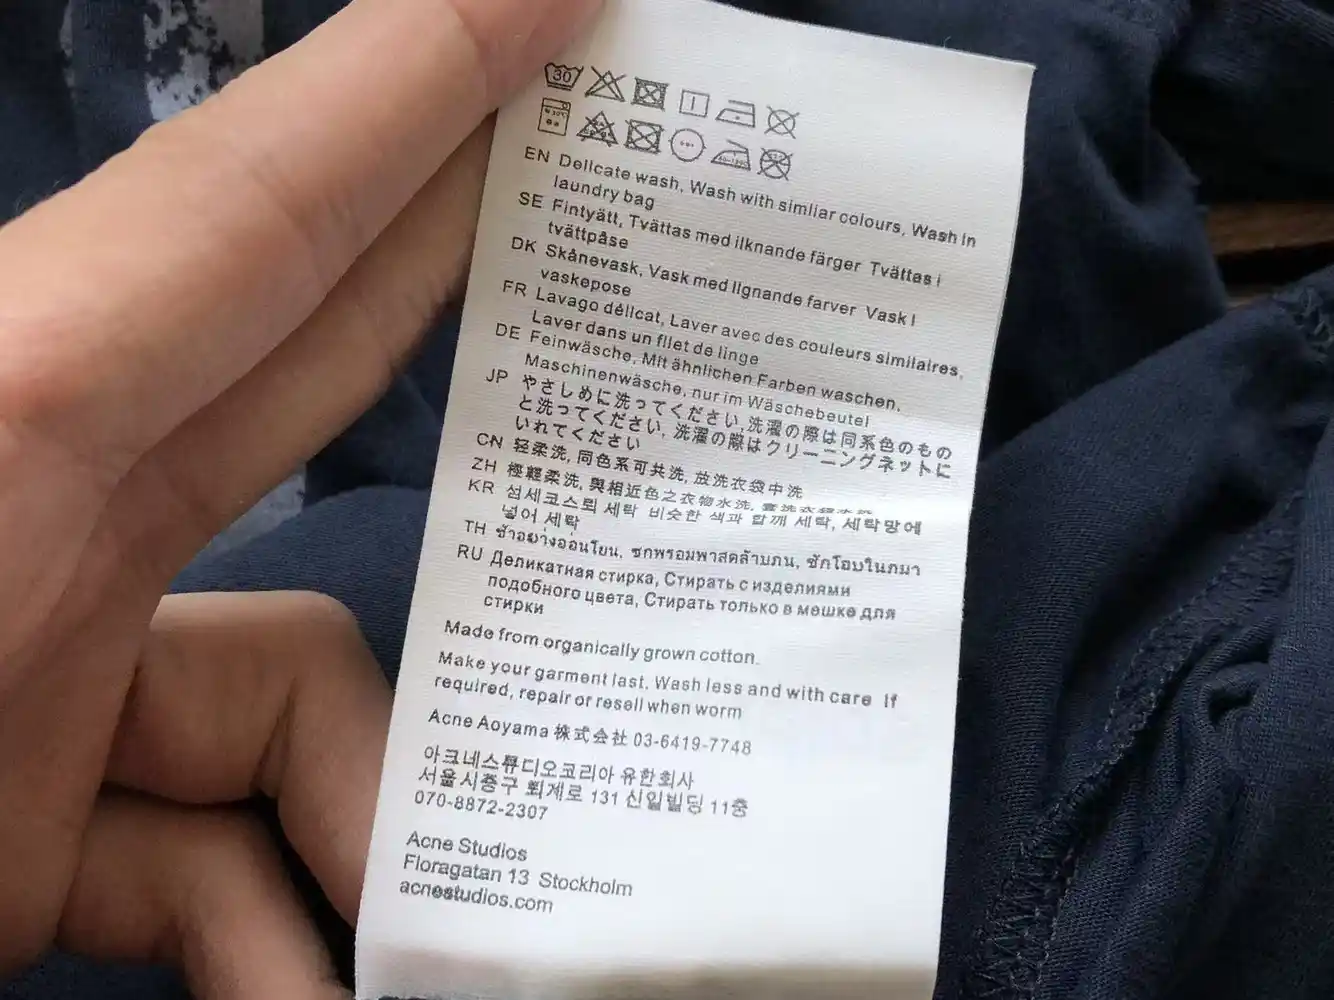 30
EN Dellcate wash, Wash with simllar colours, Wash in
laundry bag
SE Fintyätt, Tvättas med ilknande färger Tvättas i
tvättpåse
DK Skånevask, Vask med lignande farver Vask I
vaskepose
FR Lavago délicat, Laver avec des couleurs similaires,
Laver dans un filet de linge
DE Feinwäsche, Mit ähnlichen Farben waschen,
Maschinenwäsche, nur im Wäschebeutel
JP やさしめに洗ってください,洗濯の際は同系色のもの
と洗ってください, 洗濯の際はクリーニングネットに
いれてください
CN 轻柔洗, 同色系可共洗, 放洗衣袋中洗
ZH 極輕柔洗, 與相近色之衣物水洗,
KR 섬세코스 세탁 비슷한 색과 함께 세탁, 세탁망에
넣어 세탁
TH
RU Деликатная стирка, Стирать с изделиями
подобного цвета, Стирать только в мешке для
стирки
Made from organically grown cotton.
Make your garment last. Wash less and with care If
required, repair or resell when worm
Acne Aoyama 株式会社 03-6419-7748
아크네스튜디오코리아 유한회사
서울시중구 퇴계로 131 신일빌딩 11층
070-8872-2307
Acne Studios
Floragatan 13 Stockholm
acnestudios.com